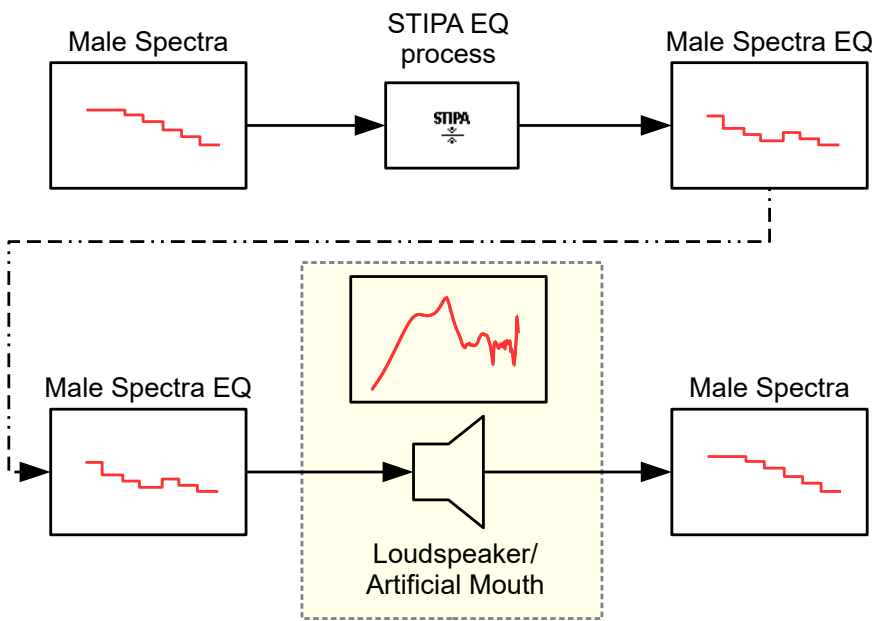 Male Spectra
STIPA EQ
process
Male Spectra EQ
STIPA
Male Spectra EQ
Male Spectra
Loudspeaker/
Artificial Mouth